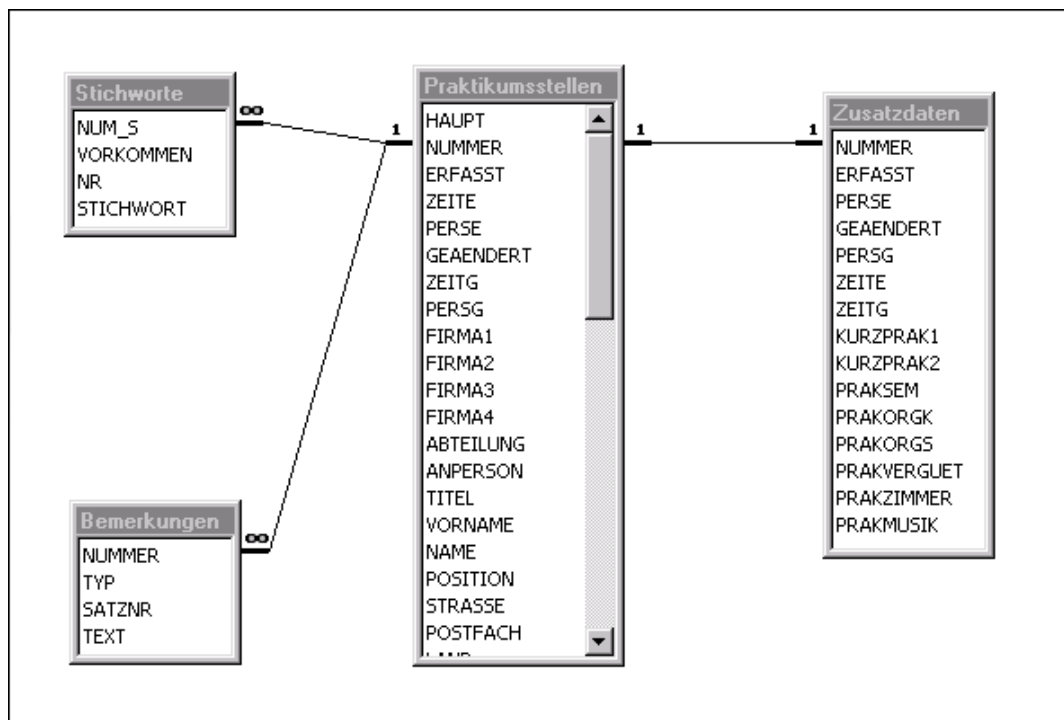 Stichworte
NUM_S
VORKOMMEN
NR
STICHWORT
∞
1
Praktikumsstellen
HAUPT
NUMMER
ERFASST
ZEITE
PERSE
GEAENDERT
ZEITG
PERSG
FIRMA1
FIRMA2
FIRMA3
FIRMA4
ABTEILUNG
ANPERSON
TITEL
VORNAME
NAME
POSITION
STRASSE
POSTFACH
1
1
Zusatzdaten
NUMMER
ERFASST
PERSE
GEAENDERT
PERSG
ZEITE
ZEITG
KURZPRAK1
KURZPRAK2
PRAKSEM
PRAKORGK
PRAKORGS
PRAKVERGUET
PRAKZIMMER
PRAKMUSIK
Bemerkungen
NUMMER
TYP
SATZNR
TEXT
∞